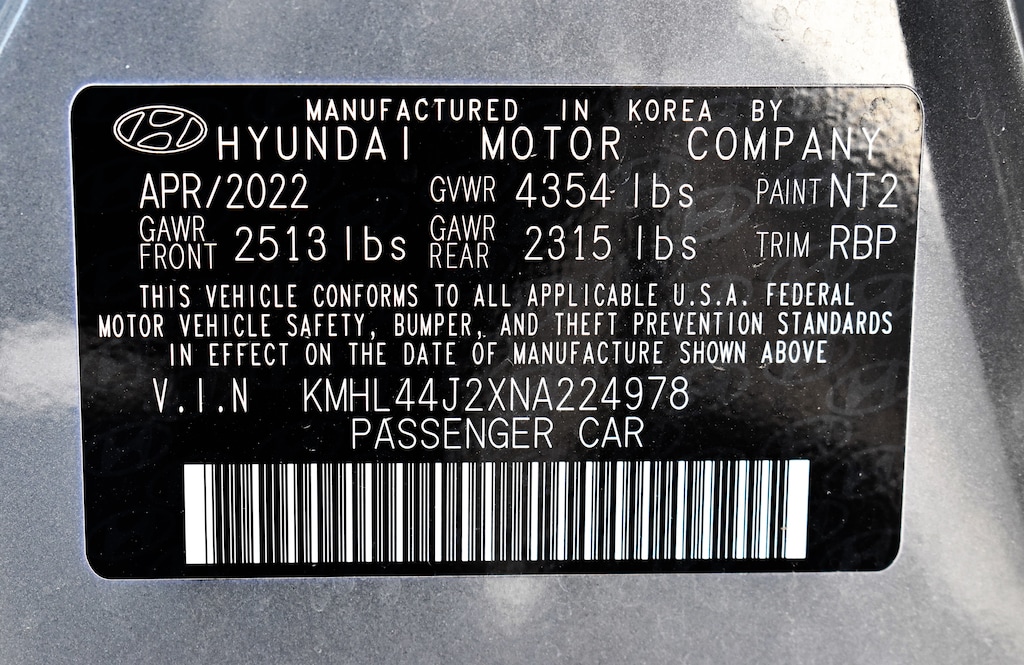 MANUFACTURED IN KOREA BY
HYUNDAI MOTOR COMPANY
APR/2022 GVWR 4354 lbs PAINT NT2
GAWR FRONT 2513 lbs GAWR REAR 2315 lbs TRIM RBP
THIS VEHICLE CONFORMS TO ALL APPLICABLE U.S.A. FEDERAL
MOTOR VEHICLE SAFETY, BUMPER, AND THEFT PREVENTION STANDARDS
IN EFFECT ON THE DATE OF MANUFACTURE SHOWN ABOVE
V.I.N KMHL44J2XNA224978
PASSENGER CAR